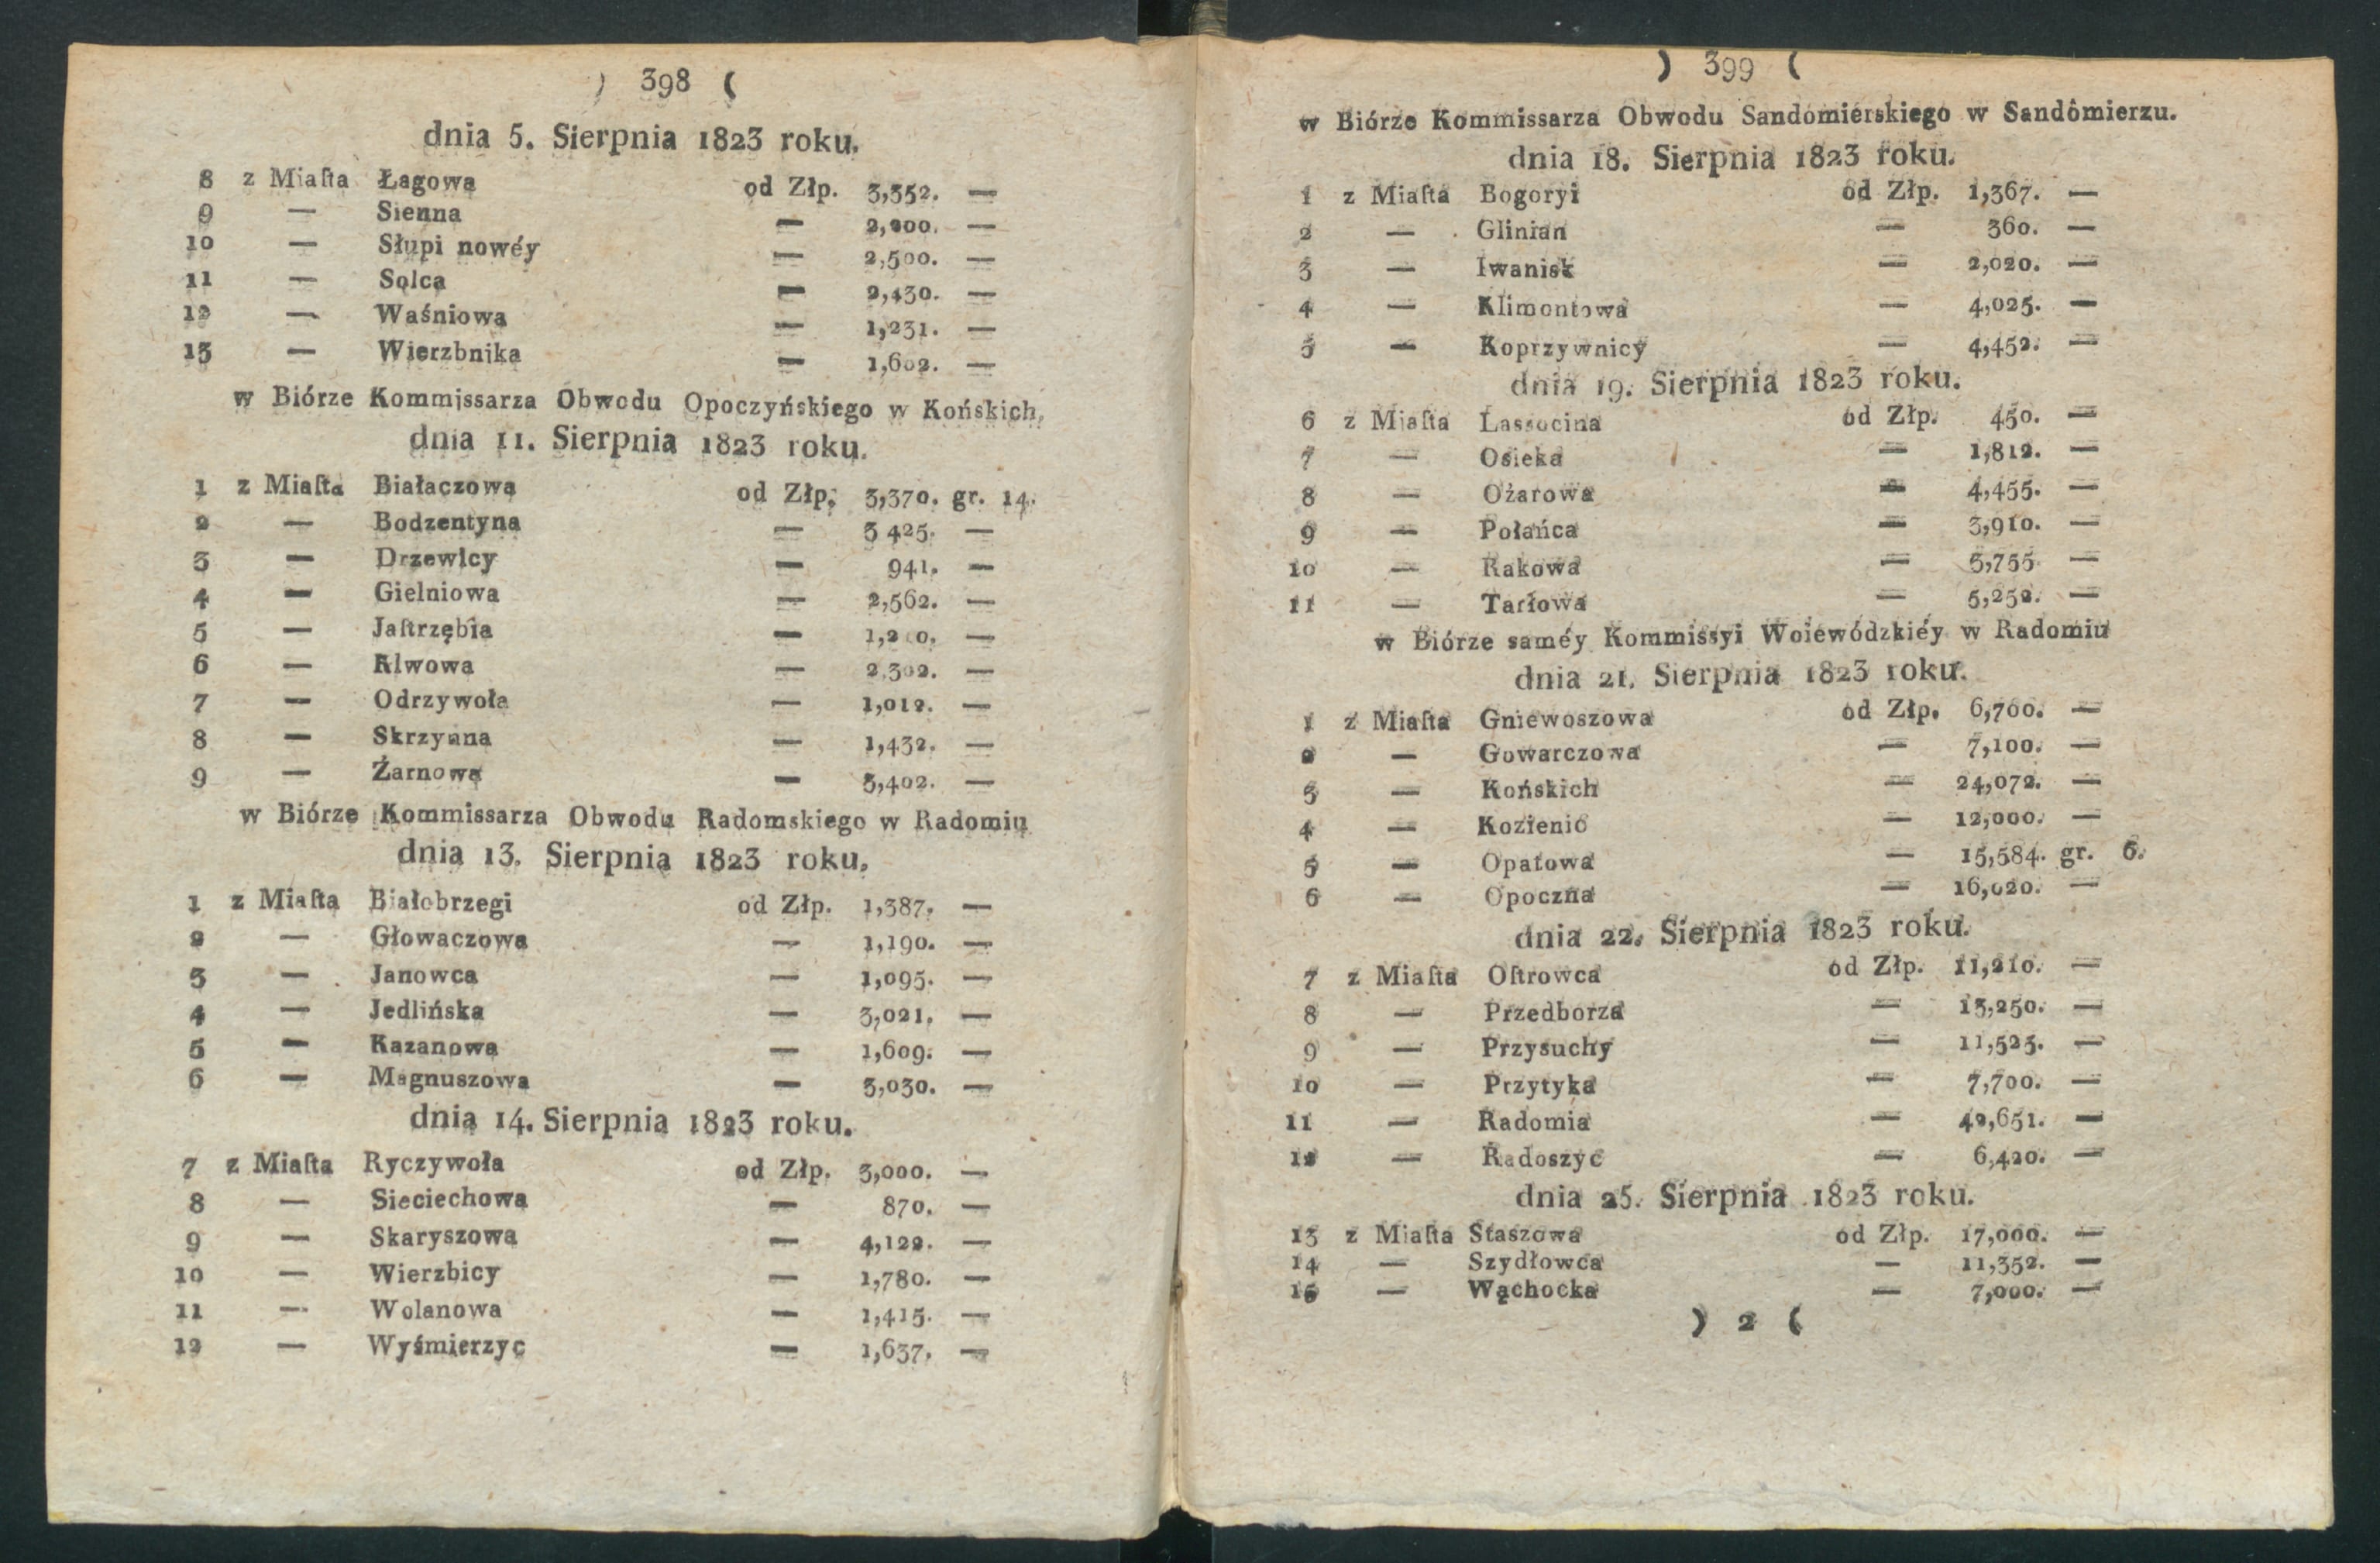 ) 398 (
dnia 5. Sierpnia 1823 roku.
8 z Miaſta Łagowa od Złp. 3,352. —
9 — Sienna — 2,200. —
10 — Słupi nowéy — 2,500. —
11 — Solca — 2,430. —
12 — Waśniowa — 1,231. —
13 — Wierzbnika — 1,602. —
w Biórze Kommissarza Obwodu Opoczyńskiego w Końskich,
dnia 11. Sierpnia 1823 roku.
1 z Miaſta Białaczowa od Złp. 3,370. gr. 14.
2 — Bodzentyna — 3 425. —
3 — Drzewicy — 941. —
4 — Gielniowa — 2,562. —
5 — Jaſtrzębia — —
6 — Klwowa — 2,302. —
7 — Odrzywoła — 1,012. —
8 — Skrzynna — 1,432. —
9 — Żarnowa — 3,402. —
w Biórze Kommissarza Obwodu Radomskiego w Radomiu
dnia 13. Sierpnia 1823 roku.
1 z Miaſta Białobrzegi od Złp. 1,387. —
2 — Głowaczowa — 1,190. —
3 — Janowca — 1,095. —
4 — Jedlińska — 3,021. —
5 — Kazanowa — 1,609. —
6 — Magnuszowa — 3,030. —
dnia 14. Sierpnia 1823 roku.
7 z Miaſta Ryczywoła od Złp. 3,000. —
8 — Sieciechowa — 870. —
9 — Skaryszowa — 4,122. —
10 — Wierzbicy — 1,780. —
11 — Wolanowa — 1,415. —
12 — Wyśmierzyc — 1,637. —
) 399 (
w Biórze Kommissarza Obwodu Sandomierskiego w Sandômierzu.
dnia 18. Sierpnia 1823 roku.
1 z Miaſta Bogoryi od Złp. 1,367. —
2 — Glinian — 360. —
3 — Iwanisk — 2,020. —
4 — Klimontowa — 4,025. —
5 — Koprzywnicy — 4,452. —
dnia 19. Sierpnia 1823 roku.
6 z Miaſta Lassocina od Złp. 450. —
7 — Osieka — 1,812. —
8 — Ożarowa — 4,455. —
9 — Połańca — 3,910. —
10 — Rakowa — 3,755 —
11 — Tarłowa — 5,252. —
w Biórze saméy Kommissyi Woiewódzkiéy w Radomiu
dnia 21. Sierpnia 1823 roku.
1 z Miaſta Gniewoszowa od Złp. 6,700. —
2 — Gowarczowa — 7,100. —
3 — Końskich — 24,072. —
4 — Kozienic — 12,000. —
5 — Opatowa — 15,584. gr. 6.
6 — Opoczna — 16,020. —
dnia 22. Sierpnia 1823 roku.
7 z Miaſta Oſtrowca od Złp. 11,210. —
8 — Przedborza — 13,250. —
9 — Przysuchy — 11,523. —
10 — Przytyka — 7,700. —
11 — Radomia — 42,651. —
12 — Radoszyc — 6,420. —
dnia 25. Sierpnia 1823 roku.
13 z Miaſta Staszowa od Złp. 17,000. —
14 — Szydłowca — 11,352. —
15 — Wąchocka — 7,000. —
) 2 (